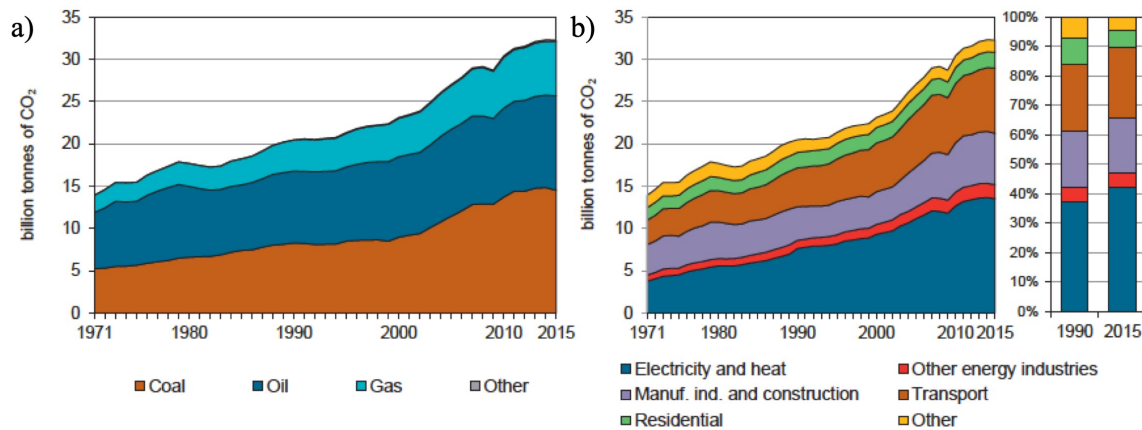 a)
billion tonnes of CO₂
35
30
25
20
15
10
5
0
1971
1980
1990
2000
2010
2015
Coal
Oil
Gas
Other
b)
billion tonnes of CO₂
35
30
25
20
15
10
5
0
1971
1980
1990
2000
2010
2015
100%
90%
80%
70%
60%
50%
40%
30%
20%
10%
0%
1990
2015
Electricity and heat
Other energy industries
Manuf. ind. and construction
Transport
Residential
Other